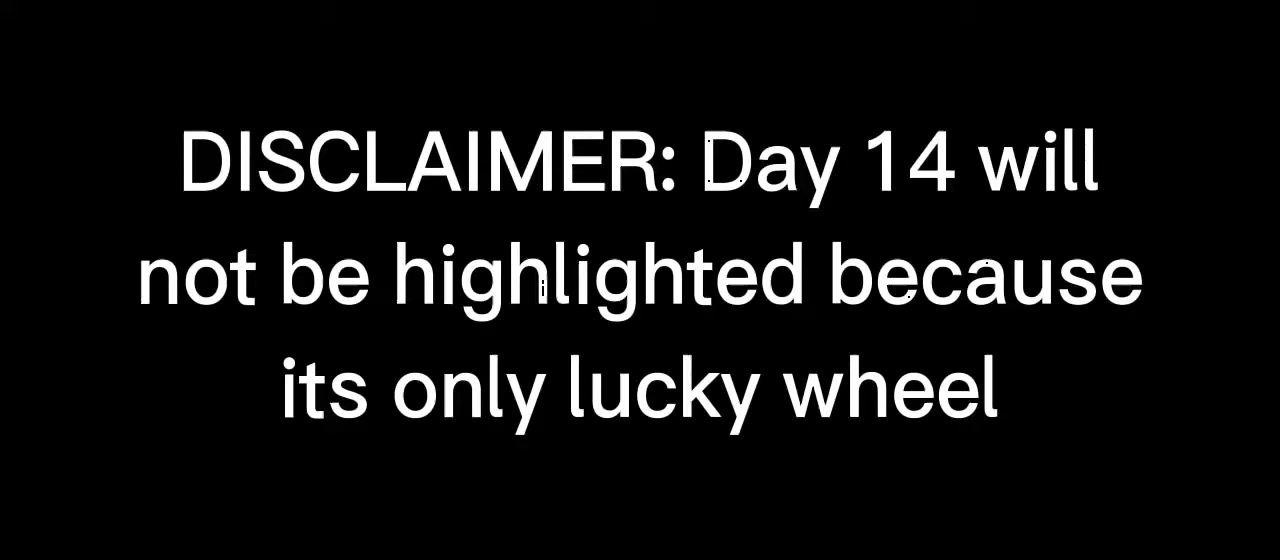 DISCLAIMER: Day 14 will
not be highlighted because
its only lucky wheel